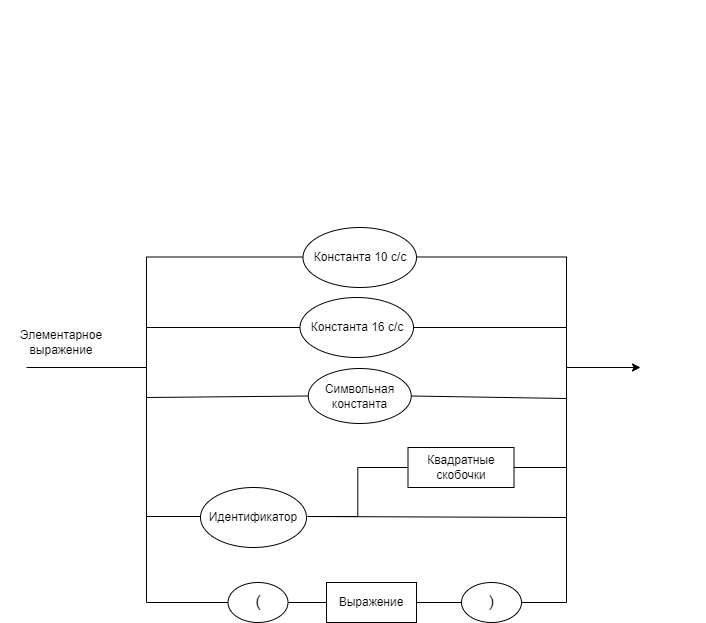 Константа 10 с/с
Константа 16 с/с
Элементарное
выражение
Символьная
константа
Квадратные
скобочки
Идентификатор
( Выражение )